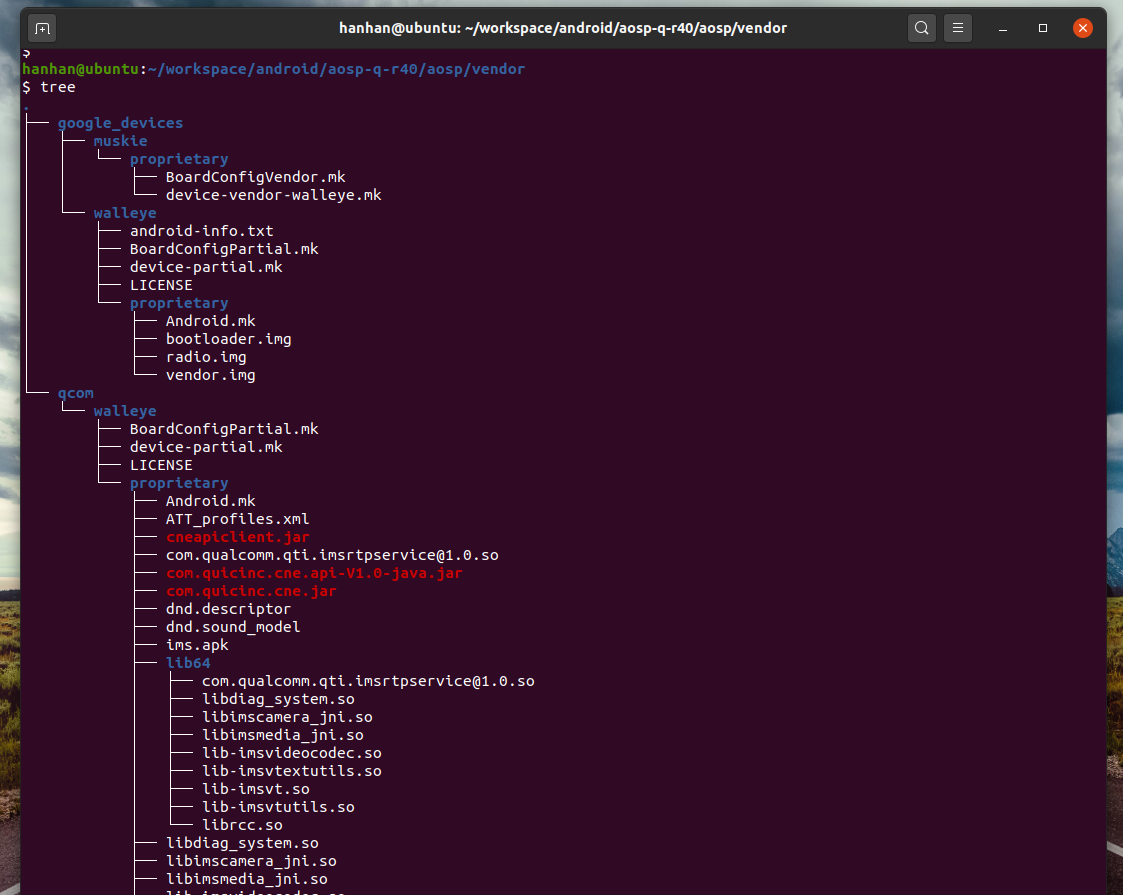 hanhan@ubuntu: ~/workspace/android/aosp-q-r40/aosp/vendor
$
hanhan@ubuntu:~/workspace/android/aosp-q-r40/aosp/vendor
$ tree
.
├── google_devices
│   ├── muskie
│   │   └── proprietary
│   │       ├── BoardConfigVendor.mk
│   │       └── device-vendor-walleye.mk
│   └── walleye
│       ├── android-info.txt
│       ├── BoardConfigPartial.mk
│       ├── device-partial.mk
│       ├── LICENSE
│       └── proprietary
│           ├── Android.mk
│           ├── bootloader.img
│           ├── radio.img
│           └── vendor.img
└── qcom
    └── walleye
        ├── BoardConfigPartial.mk
        ├── device-partial.mk
        ├── LICENSE
        └── proprietary
            ├── Android.mk
            ├── ATT_profiles.xml
            ├── cneapiclient.jar
            ├── com.qualcomm.qti.imsrtpservice@1.0.so
            ├── com.quicinc.cne.api-V1.0-java.jar
            ├── com.quicinc.cne.jar
            ├── dnd.descriptor
            ├── dnd.sound_model
            ├── ims.apk
            ├── lib64
            │   ├── com.qualcomm.qti.imsrtpservice@1.0.so
            │   ├── libdiag_system.so
            │   ├── libimscamera_jni.so
            │   ├── libimsmedia_jni.so
            │   ├── lib-imsvideocodec.so
            │   ├── lib-imsvtextutils.so
            │   ├── lib-imsvt.so
            │   ├── lib-imsvtutils.so
            │   └── librcc.so
            ├── libdiag_system.so
            ├── libimscamera_jni.so
            ├── libimsmedia_jni.so